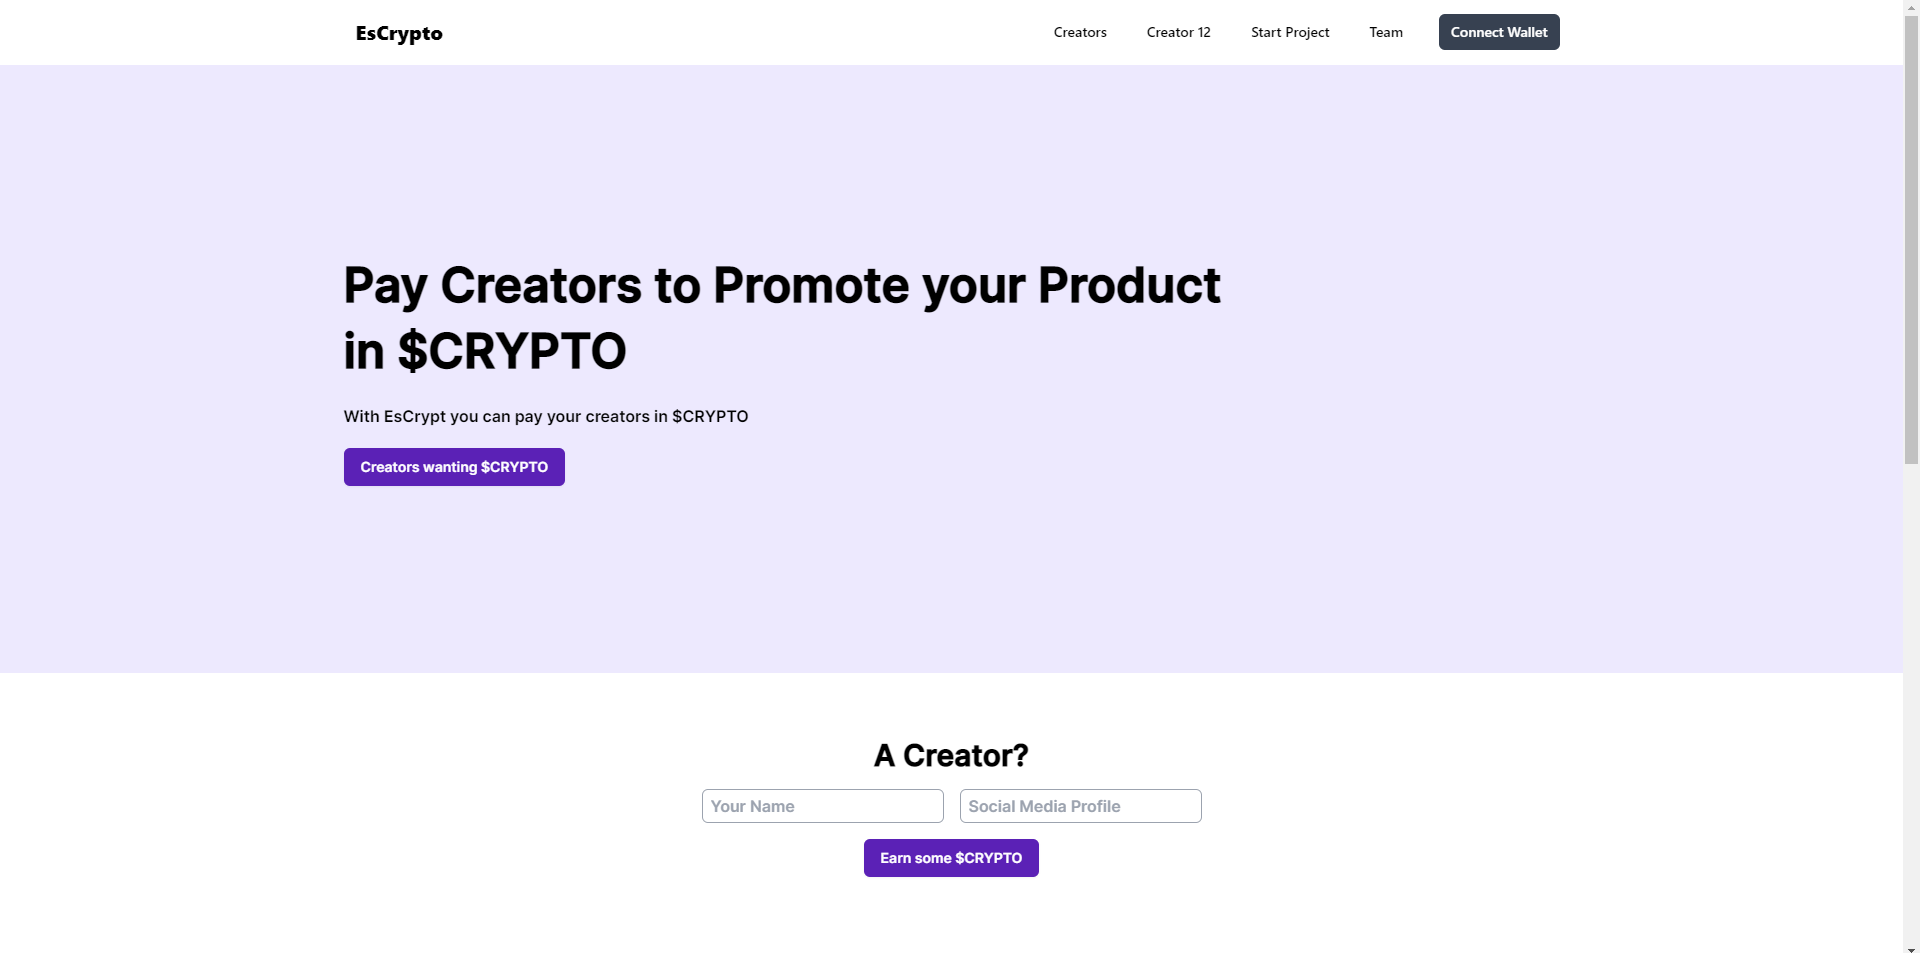 EsCrypto
Creators
Creator 12
Start Project
Team
Connect Wallet
Pay Creators to Promote your Product
in $CRYPTO
With EsCrypt you can pay your creators in $CRYPTO
Creators wanting $CRYPTO
A Creator?
Your Name
Social Media Profile
Earn some $CRYPTO